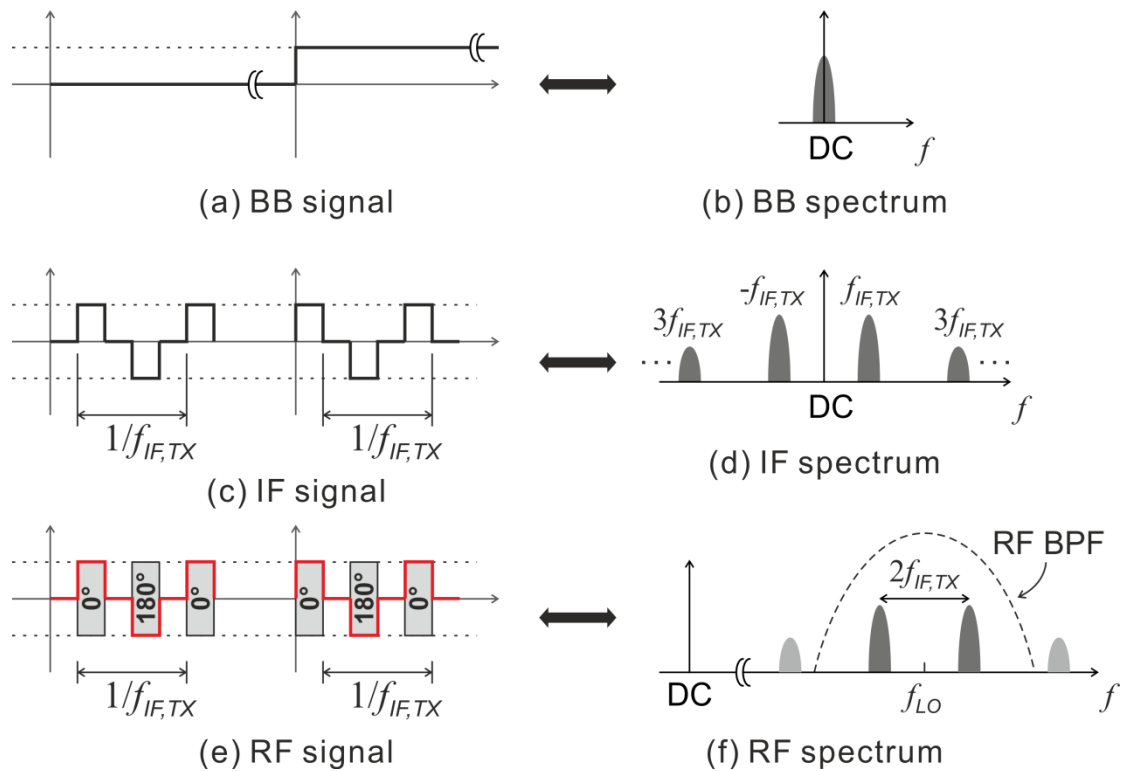 DC
f
(a) BB signal
(b) BB spectrum
-f_IF,TX f_IF,TX
3f_IF,TX 3f_IF,TX
··· ···
DC
f
1/f_IF,TX 1/f_IF,TX
(c) IF signal
(d) IF spectrum
0° 180° 0° 0° 180° 0°
RF BPF
2f_IF,TX
1/f_IF,TX 1/f_IF,TX
DC
f_LO
f
(e) RF signal
(f) RF spectrum